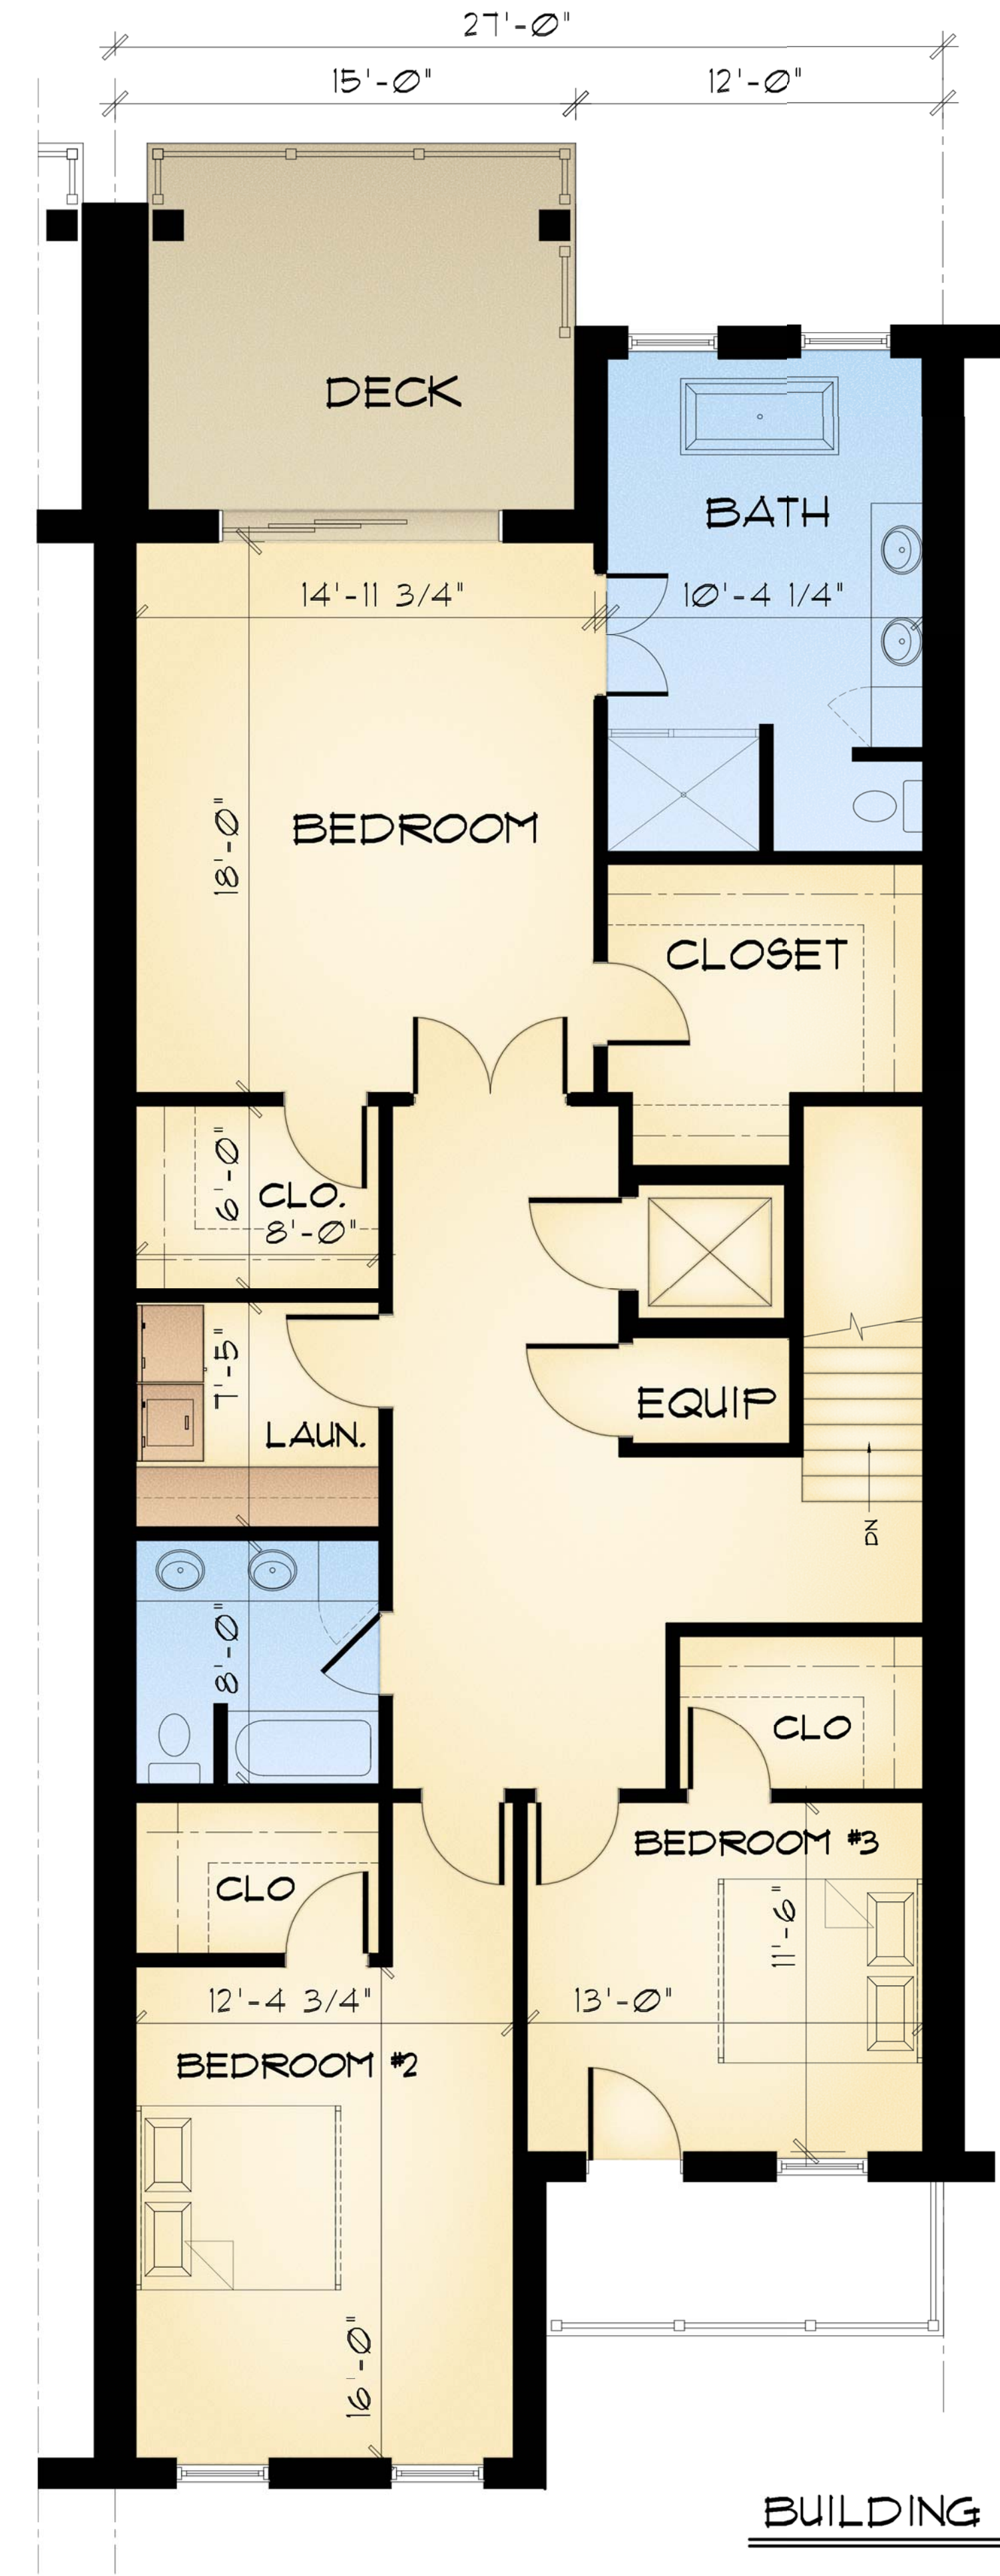 27'-0"
15'-0"
12'-0"
DECK
BATH
14'-11 3/4"
10'-4 1/4"
18'-0"
BEDROOM
CLOSET
6'-0"
CLO.
8'-0"
7'-5"
EQUIP
LAUN.
DN
8'-0"
CLO
BEDROOM #3
CLO
11'-6"
12'-4 3/4"
13'-0"
BEDROOM #2
16'-0"
BUILDING